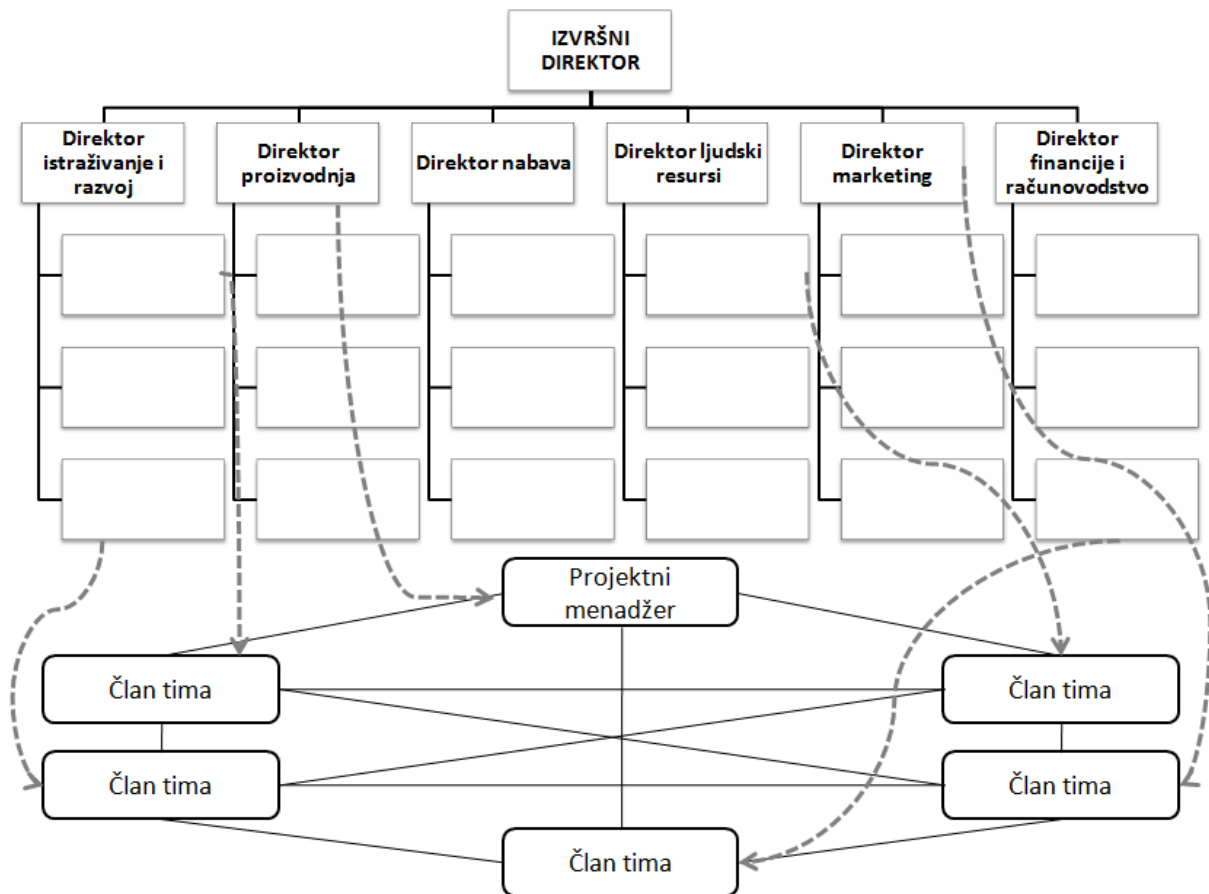 IZVRŠNI
DIREKTOR
Direktor
istraživanje i
razvoj
Direktor
proizvodnja
Direktor nabava
Direktor ljudski
resursi
Direktor
marketing
Direktor
financije i
računovodstvo
Projektni
menadžer
Član tima
Član tima
Član tima
Član tima
Član tima